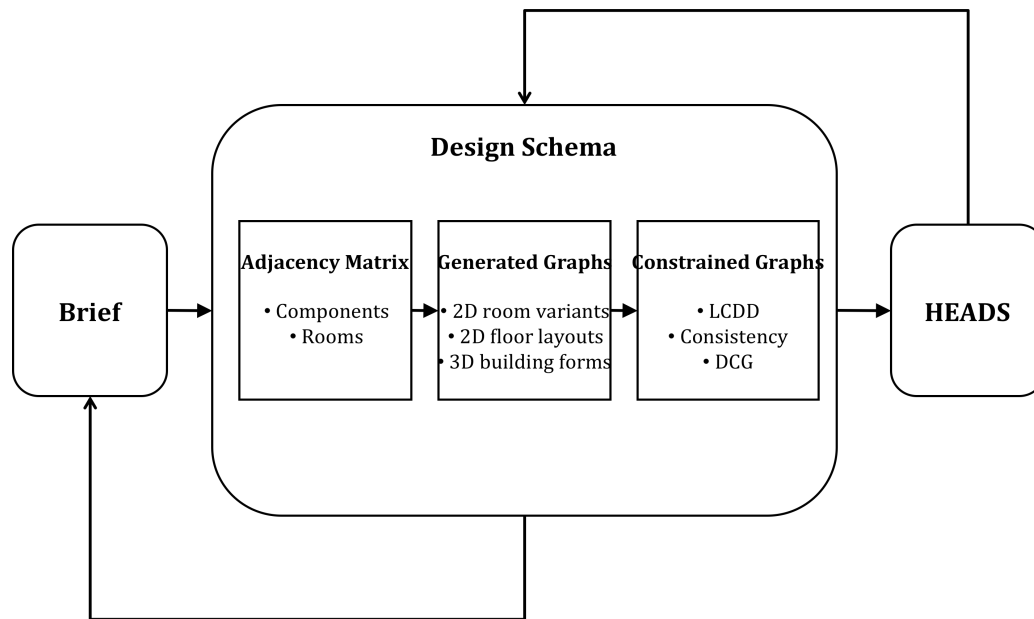 Design Schema
Brief
Adjacency Matrix
• Components
• Rooms
Generated Graphs
• 2D room variants
• 2D floor layouts
• 3D building forms
Constrained Graphs
• LCDD
• Consistency
• DCG
HEADS